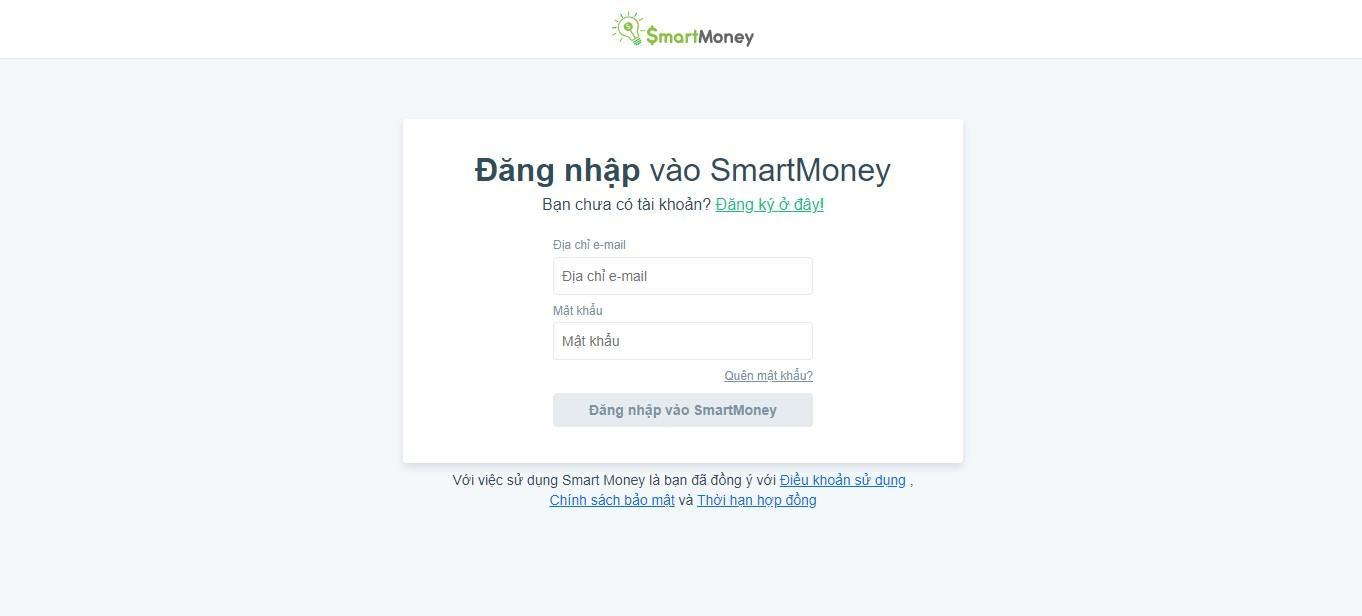 $martMoney
Đăng nhập vào SmartMoney
Bạn chưa có tài khoản? Đăng ký ở đây!
Địa chỉ e-mail
Địa chỉ e-mail
Mật khẩu
Mật khẩu
Quên mật khẩu?
Đăng nhập vào SmartMoney
Với việc sử dụng Smart Money là bạn đã đồng ý với Điều khoản sử dụng ,
Chính sách bảo mật và Thời hạn hợp đồng